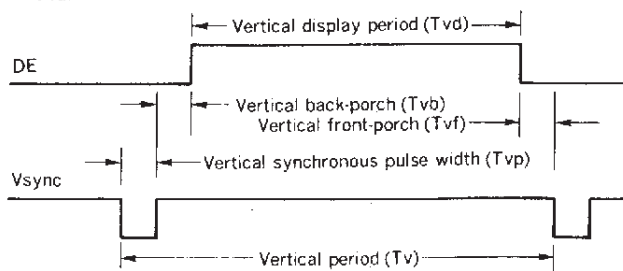 Vertical display period (Tvd)
DE
Vertical back-porch (Tvb)
Vertical front-porch (Tvf)
Vertical synchronous pulse width (Tvp)
Vsync
Vertical period (Tv)